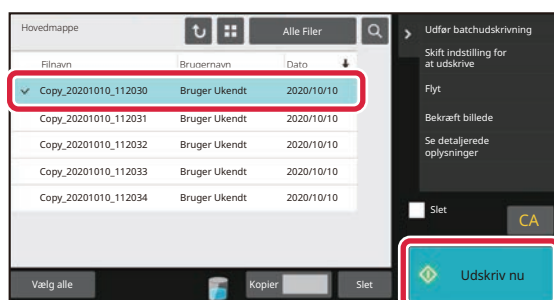 Hovedmappe
Alle Filer
Filnavn Brugernavn Dato
Copy_20201010_112030 Bruger Ukendt 2020/10/10
Copy_20201010_112031 Bruger Ukendt 2020/10/10
Copy_20201010_112032 Bruger Ukendt 2020/10/10
Copy_20201010_112033 Bruger Ukendt 2020/10/10
Copy_20201010_112034 Bruger Ukendt 2020/10/10
Vælg alle
Kopier
Slet
Udfør batchudskrivning
Skift indstilling for
at udskrive
Flyt
Bekræft billede
Se detaljerede
oplysninger
Slet
CA
Udskriv nu